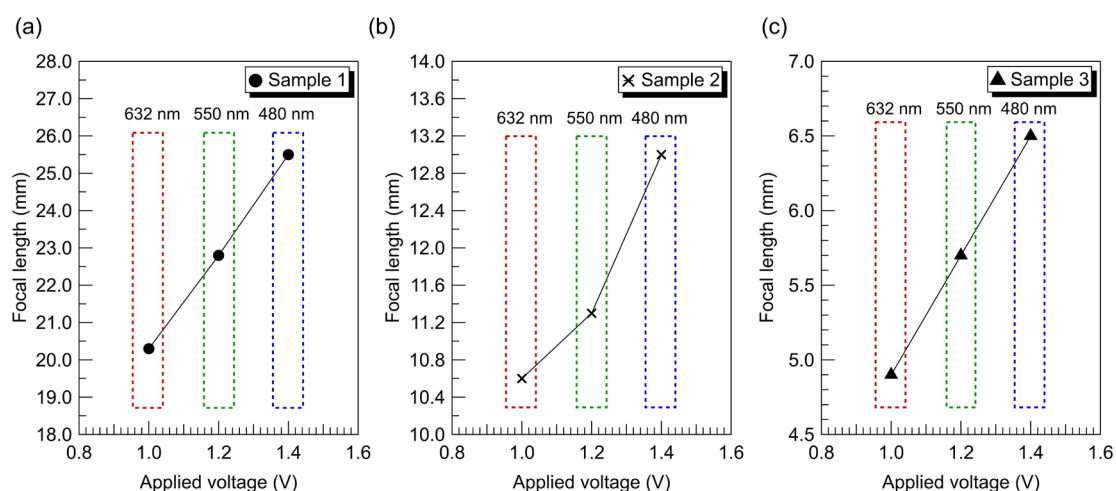 (a)
Sample 1
632 nm 550 nm 480 nm
Focal length (mm)
28.0
27.0
26.0
25.0
24.0
23.0
22.0
21.0
20.0
19.0
18.0
0.8 1.0 1.2 1.4 1.6
Applied voltage (V)
(b)
Sample 2
632 nm 550 nm 480 nm
Focal length (mm)
14.0
13.6
13.2
12.8
12.4
12.0
11.6
11.2
10.8
10.4
10.0
0.8 1.0 1.2 1.4 1.6
Applied voltage (V)
(c)
Sample 3
632 nm 550 nm 480 nm
Focal length (mm)
7.0
6.5
6.0
5.5
5.0
4.5
0.8 1.0 1.2 1.4 1.6
Applied voltage (V)